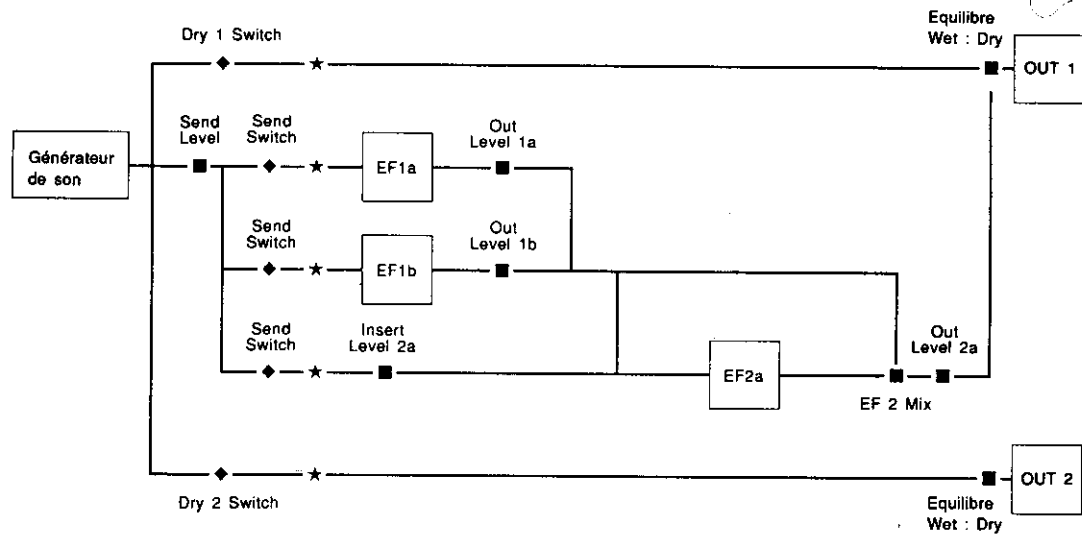 Equilibre
Wet : Dry
Dry 1 Switch
OUT 1
Send
Level
Send
Switch
Out
Level 1a
Générateur
de son
EF1a
Send
Switch
Out
Level 1b
EF1b
Send
Switch
Insert
Level 2a
Out
Level 2a
EF2a
EF 2 Mix
OUT 2
Dry 2 Switch
Equilibre
Wet : Dry